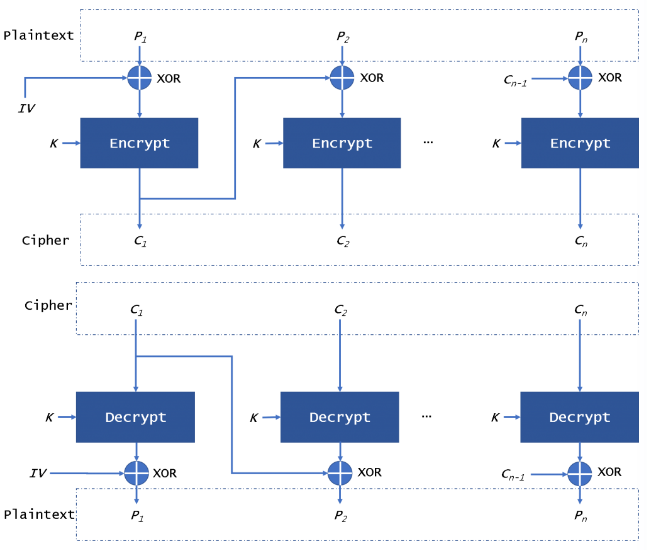 Plaintext P1 P2 Pn
XOR XOR Cn-1 XOR
IV
K Encrypt K Encrypt ... K Encrypt
Cipher C1 C2 Cn
Cipher C1 C2 Cn
K Decrypt K Decrypt ... K Decrypt
IV XOR XOR Cn-1 XOR
Plaintext P1 P2 Pn